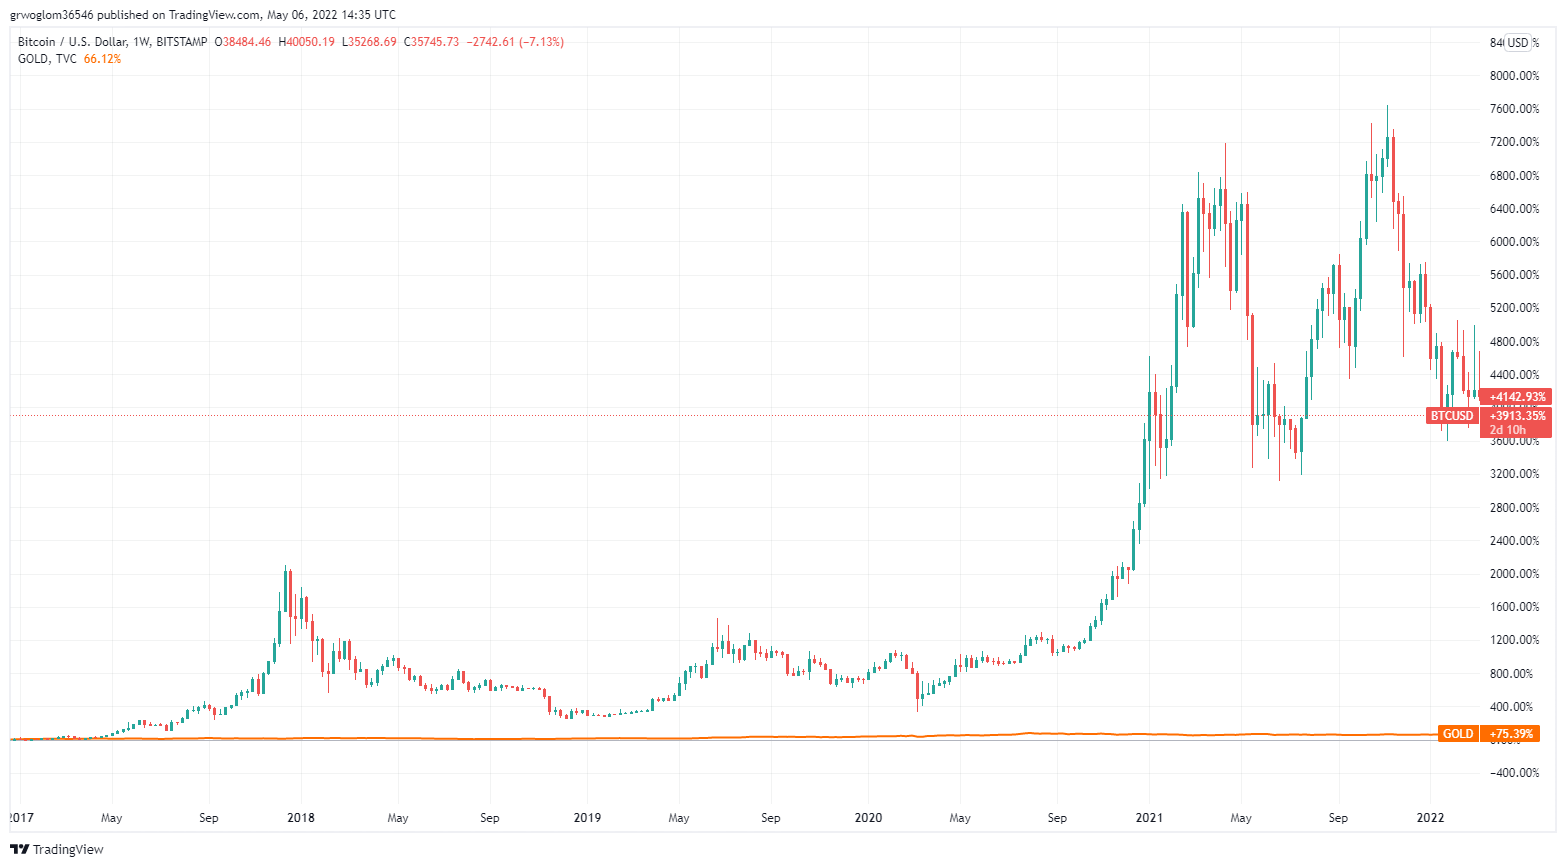 grwoglom36546 published on TradingView.com, May 06, 2022 14:35 UTC
Bitcoin / U.S. Dollar, 1W, BITSTAMP O38484.46 H40050.19 L35268.69 C35745.73 −2742.61 (−7.13%)
GOLD, TVC 66.12%
USD
8000.00%
7600.00%
7200.00%
6800.00%
6400.00%
6000.00%
5600.00%
5200.00%
4800.00%
4400.00%
+4142.93%
BTCUSD +3913.35%
2d 10h
3600.00%
3200.00%
2800.00%
2400.00%
2000.00%
1600.00%
1200.00%
800.00%
400.00%
GOLD +75.39%
−400.00%
2017 May Sep 2018 May Sep 2019 May Sep 2020 May Sep 2021 May Sep 2022
TradingView